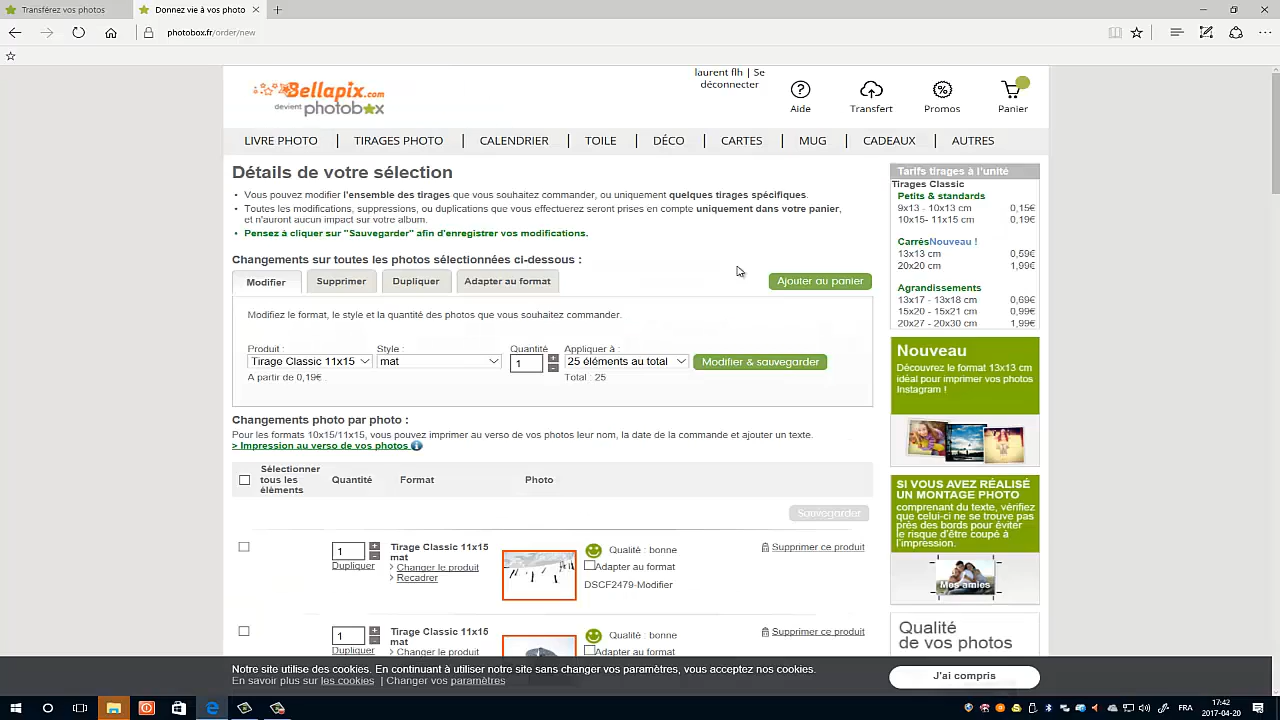 Transférez vos photos
Donnez vie à vos photo
photobox.fr/order/new
Bellapix.com
devient photobox
laurent flh | Se
déconnecter
Aide
Transfert
Promos
Panier
LIVRE PHOTO
TIRAGES PHOTO
CALENDRIER
TOILE
DÉCO
CARTES
MUG
CADEAUX
AUTRES
Détails de votre sélection
• Vous pouvez modifier l'ensemble des tirages que vous souhaitez commander, ou uniquement quelques tirages spécifiques.
• Toutes les modifications, suppressions, ou duplications que vous effectuerez seront prises en compte uniquement dans votre panier,
et n'auront aucun impact sur votre album.
• Pensez à cliquer sur "Sauvegarder" afin d'enregistrer vos modifications.
Changements sur toutes les photos sélectionnées ci-dessous :
Modifier
Supprimer
Dupliquer
Adapter au format
Ajouter au panier
Modifiez le format, le style et la quantité des photos que vous souhaitez commander.
Produit :
Style :
Quantité
Appliquer à :
Tirage Classic 11x15
mat
1
25 éléments au total
Modifier & sauvegarder
A partir de 0,19€
Total : 25
Changements photo par photo :
Pour les formats 10x15/11x15, vous pouvez imprimer au verso de vos photos leur nom, la date de la commande et ajouter un texte.
> Impression au verso de vos photos
Sélectionner
tous les
éléments
Quantité
Format
Photo
Sauvegarder
1
Dupliquer
Tirage Classic 11x15
mat
> Changer le produit
> Recadrer
Qualité : bonne
Adapter au format
DSCF2479-Modifier
Supprimer ce produit
1
Dupliquer
Tirage Classic 11x15
mat
> Changer le produit
Qualité : bonne
Adapter au format
Supprimer ce produit
Tarifs tirages à l'unité
Tirages Classic
Petits & standards
9x13 - 10x13 cm 0,15€
10x15- 11x15 cm 0,19€
CarrésNouveau !
13x13 cm 0,59€
20x20 cm 1,99€
Agrandissements
13x17 - 13x18 cm 0,69€
15x20 - 15x21 cm 0,99€
20x27 - 20x30 cm 1,99€
Nouveau
Découvrez le format 13x13 cm
idéal pour imprimer vos photos
Instagram !
SI VOUS AVEZ RÉALISÉ
UN MONTAGE PHOTO
comprenant du texte, vérifiez
que celui-ci ne se trouve pas
près des bords pour éviter
le risque d'être coupé à
l'impression.
Mes amies
Qualité
de vos photos
Notre site utilise des cookies. En continuant à utiliser notre site sans changer vos paramètres, vous acceptez nos cookies.
En savoir plus sur les cookies | Changer vos paramètres
J'ai compris
FRA
17:42
2017-04-20